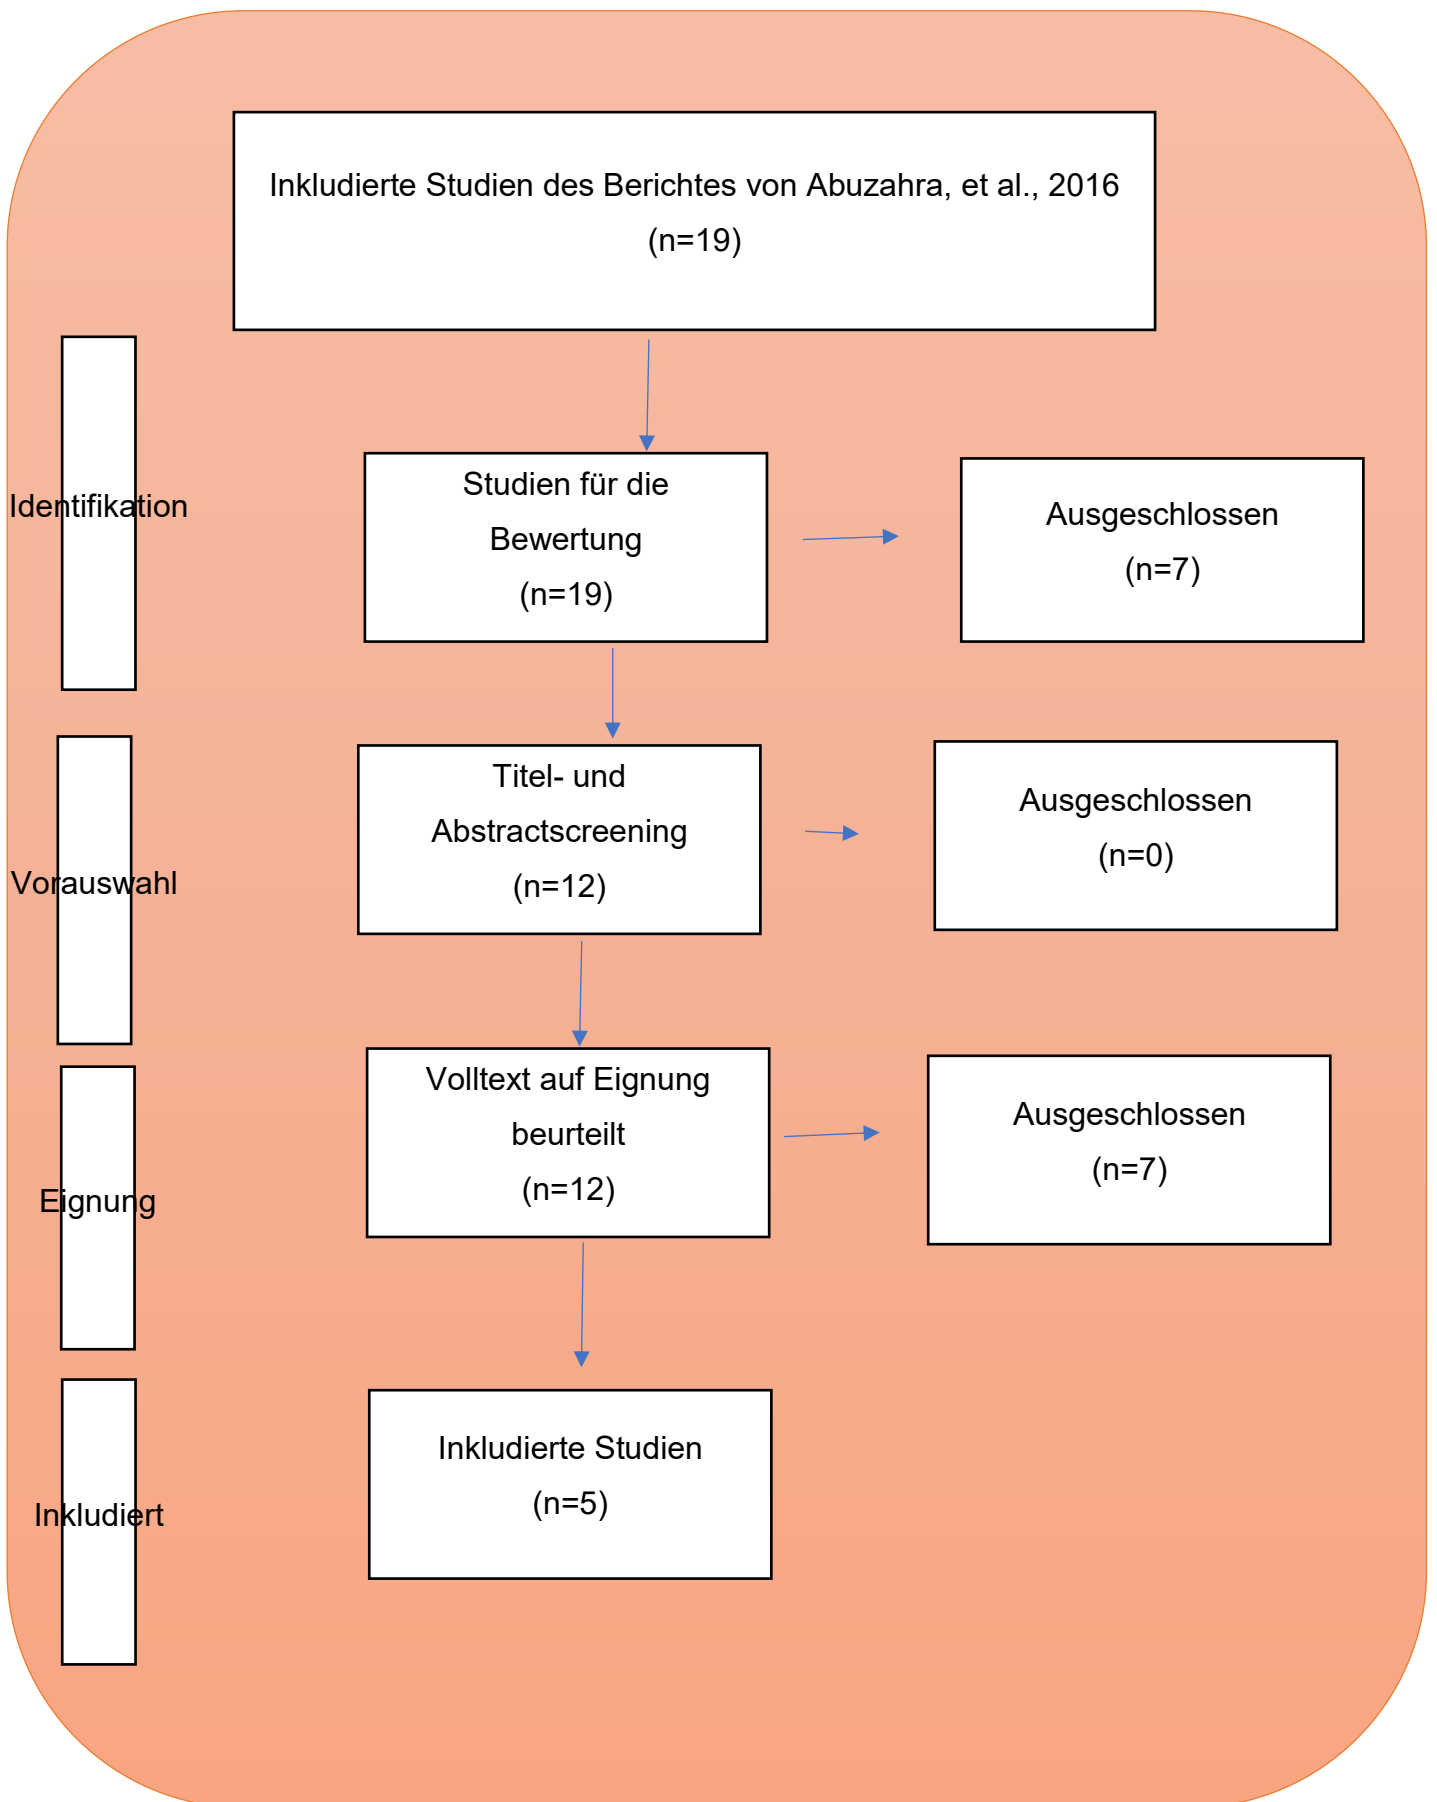 Inkludierte Studien des Berichtes von Abuzahra, et al., 2016
(n=19)
Identifikation
Studien für die
Bewertung
(n=19)
Ausgeschlossen
(n=7)
Vorauswahl
Titel- und
Abstractscreening
(n=12)
Ausgeschlossen
(n=0)
Eignung
Volltext auf Eignung
beurteilt
(n=12)
Ausgeschlossen
(n=7)
Inkludiert
Inkludierte Studien
(n=5)